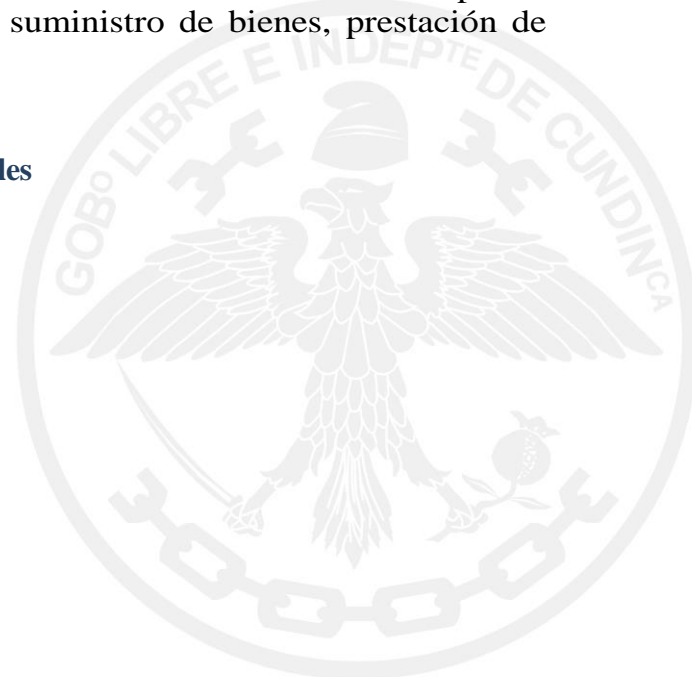 suministro de bienes, prestación de
les
GOBº LIBRE E INDEPTE DE CUNDINCA